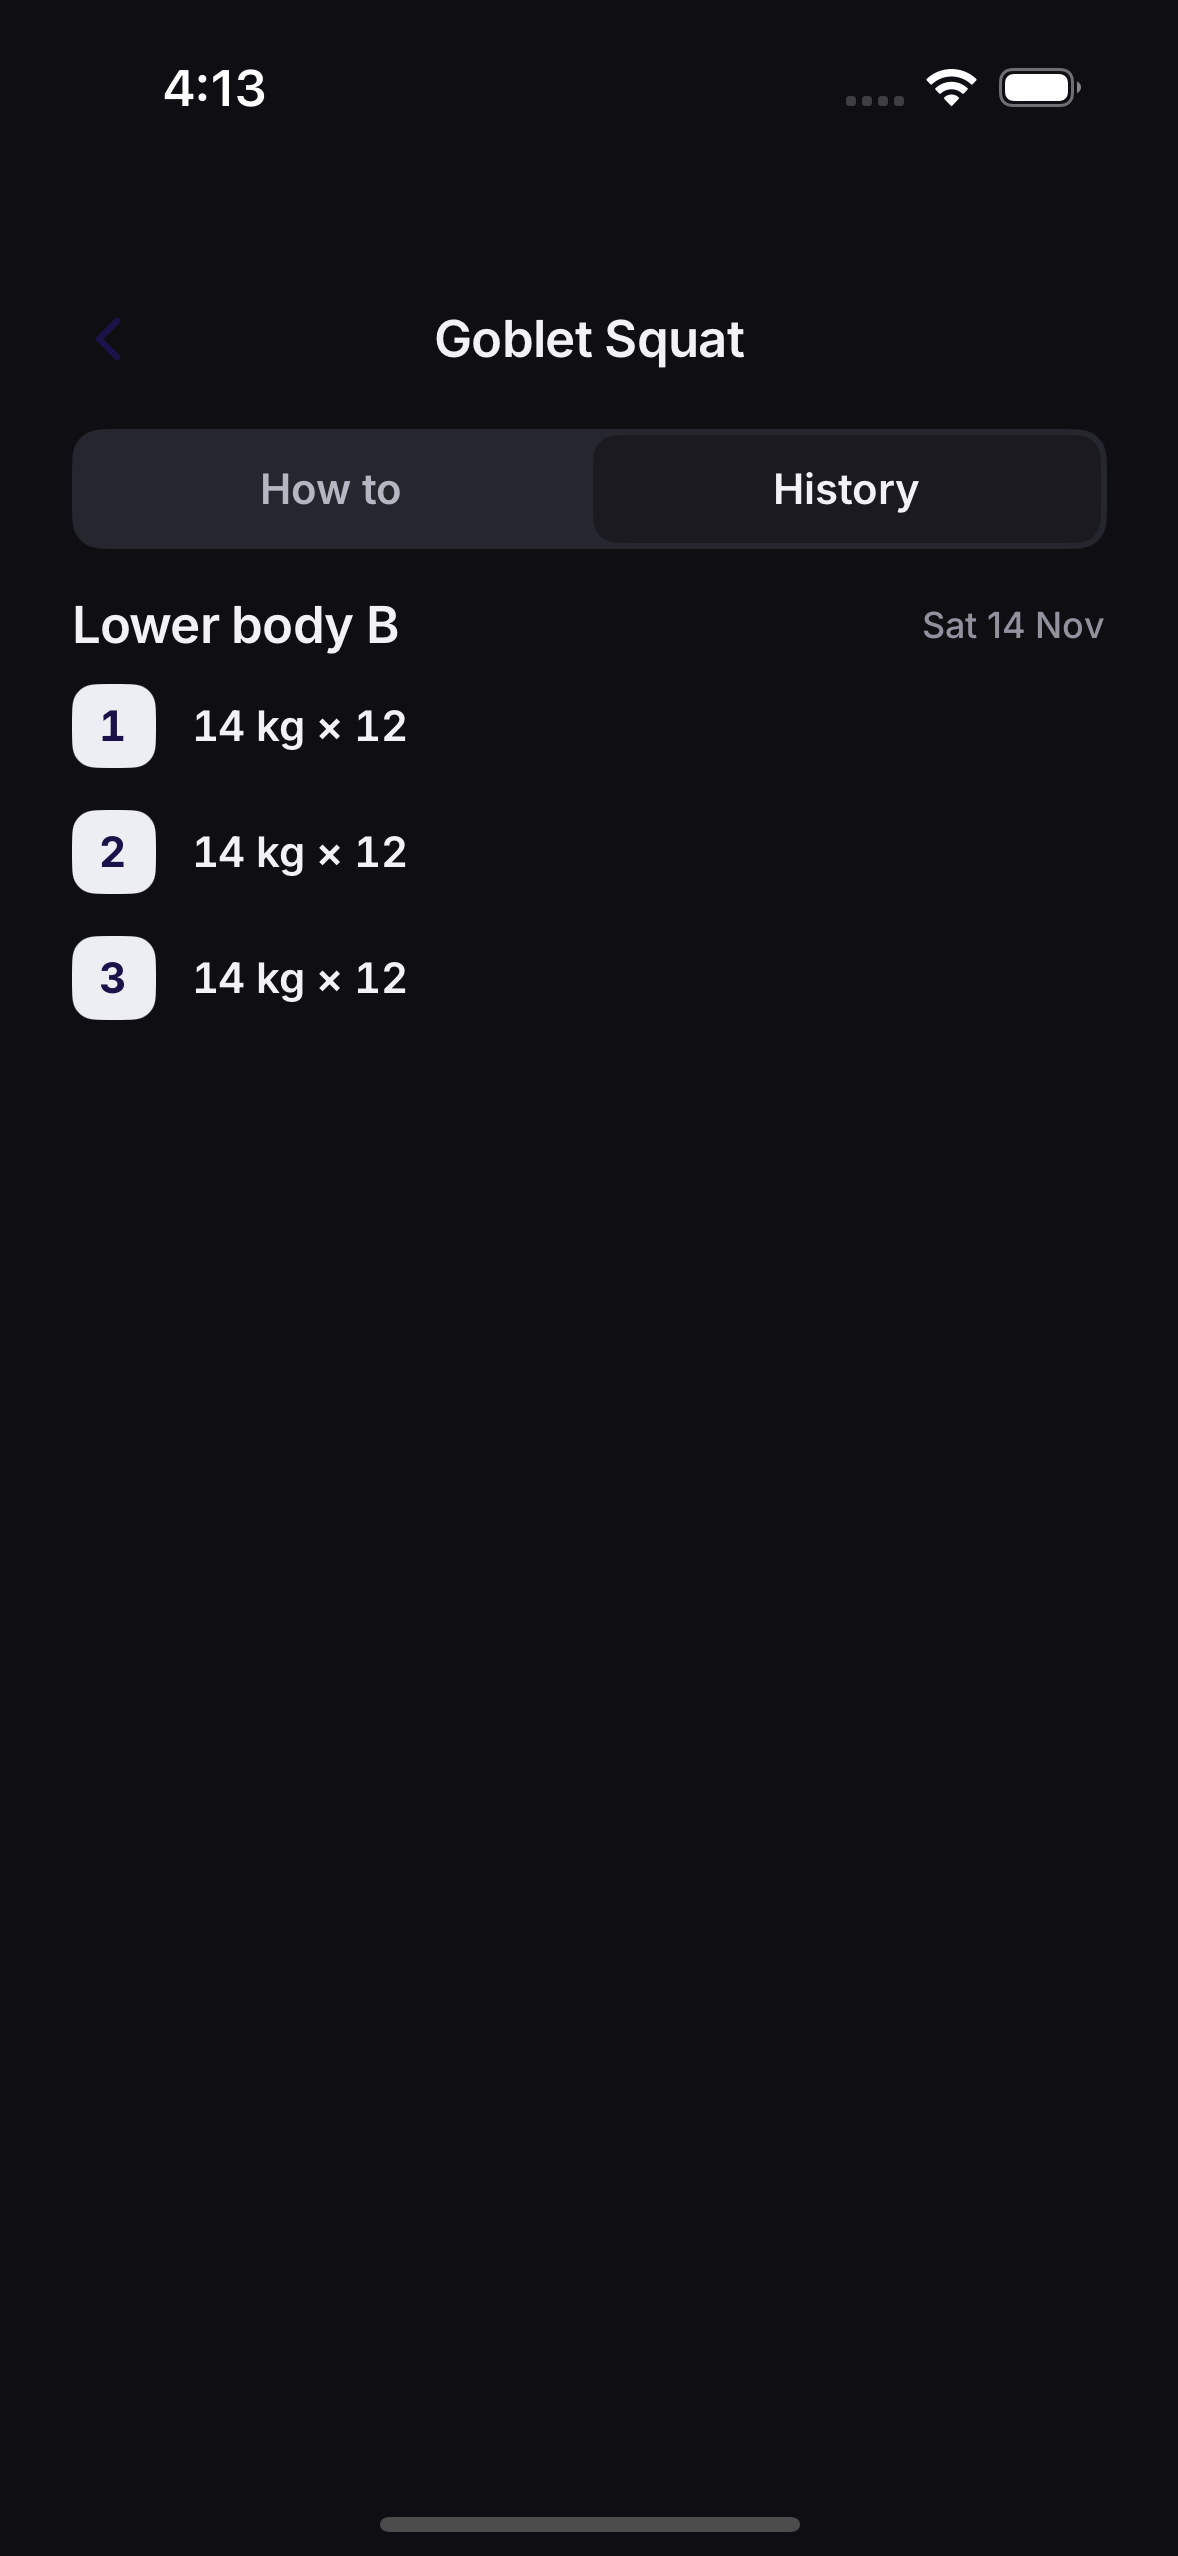 4:13
Goblet Squat
How to History
Lower body B Sat 14 Nov
1 14 kg × 12
2 14 kg × 12
3 14 kg × 12